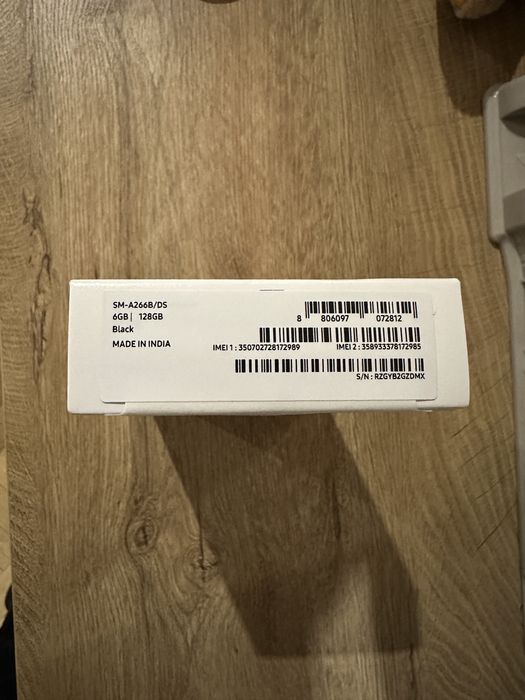 SM-A266B/DS
6GB | 128GB
Black
MADE IN INDIA
8 806097 072812
IMEI 1 : 350702728172989 IMEI 2 : 358933378172985
S/N : RZGYB2GZDMX